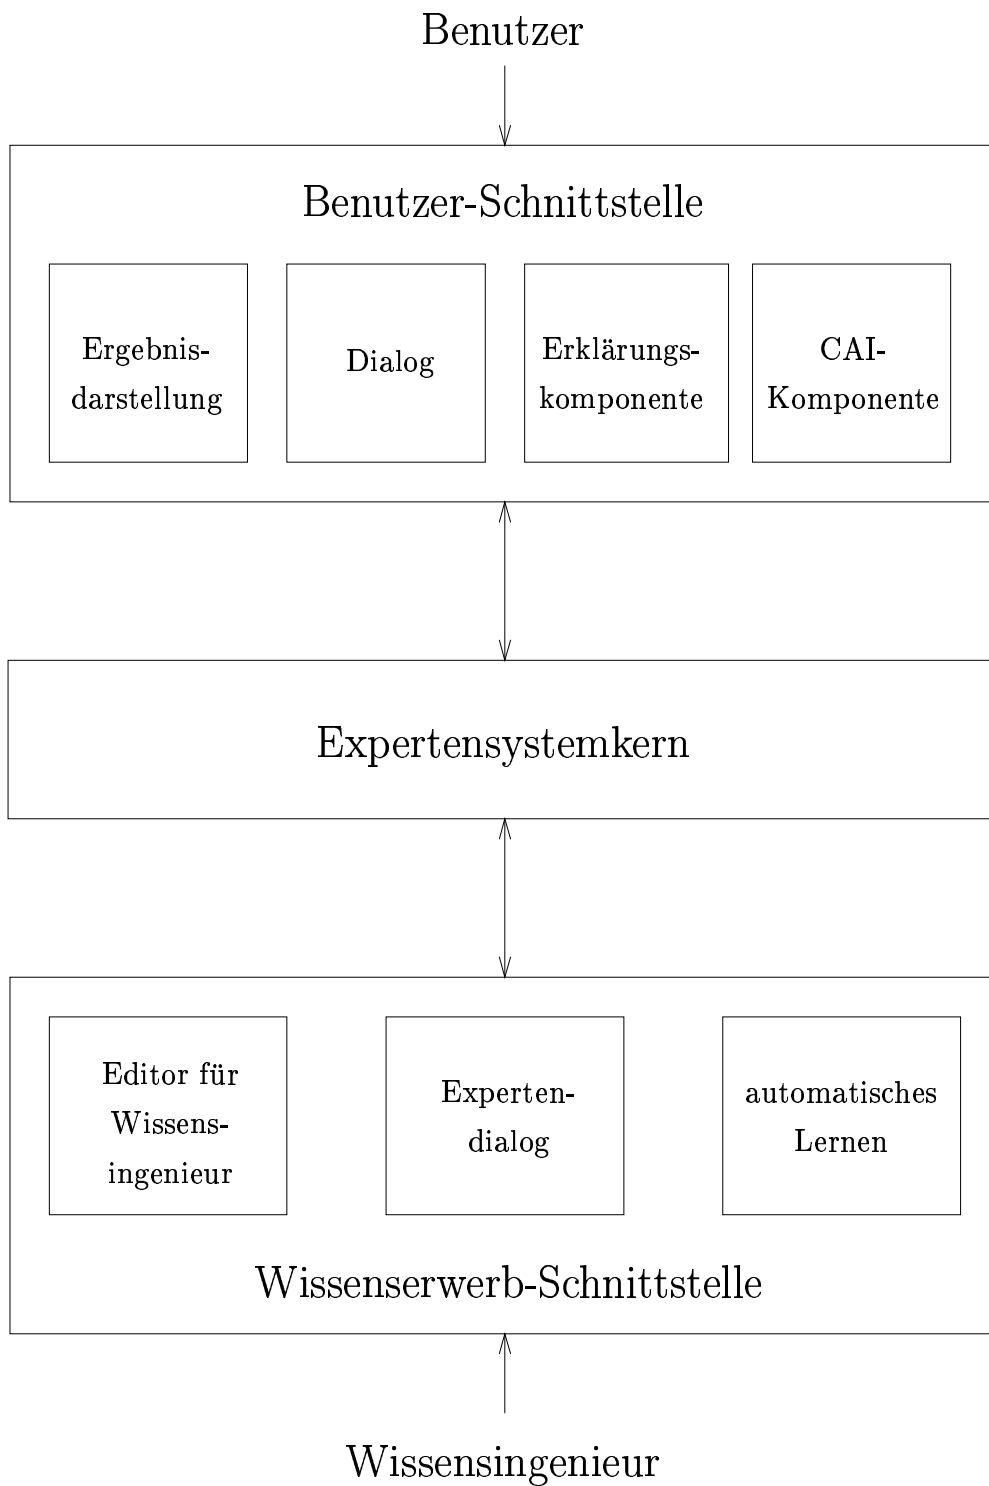 Benutzer
Benutzer-Schnittstelle
Ergebnis-
darstellung
Dialog
Erklärungs-
komponente
CAI-
Komponente
Expertensystemkern
Editor für
Wissens-
ingenieur
Experten-
dialog
automatisches
Lernen
Wissenserwerb-Schnittstelle
Wissensingenieur